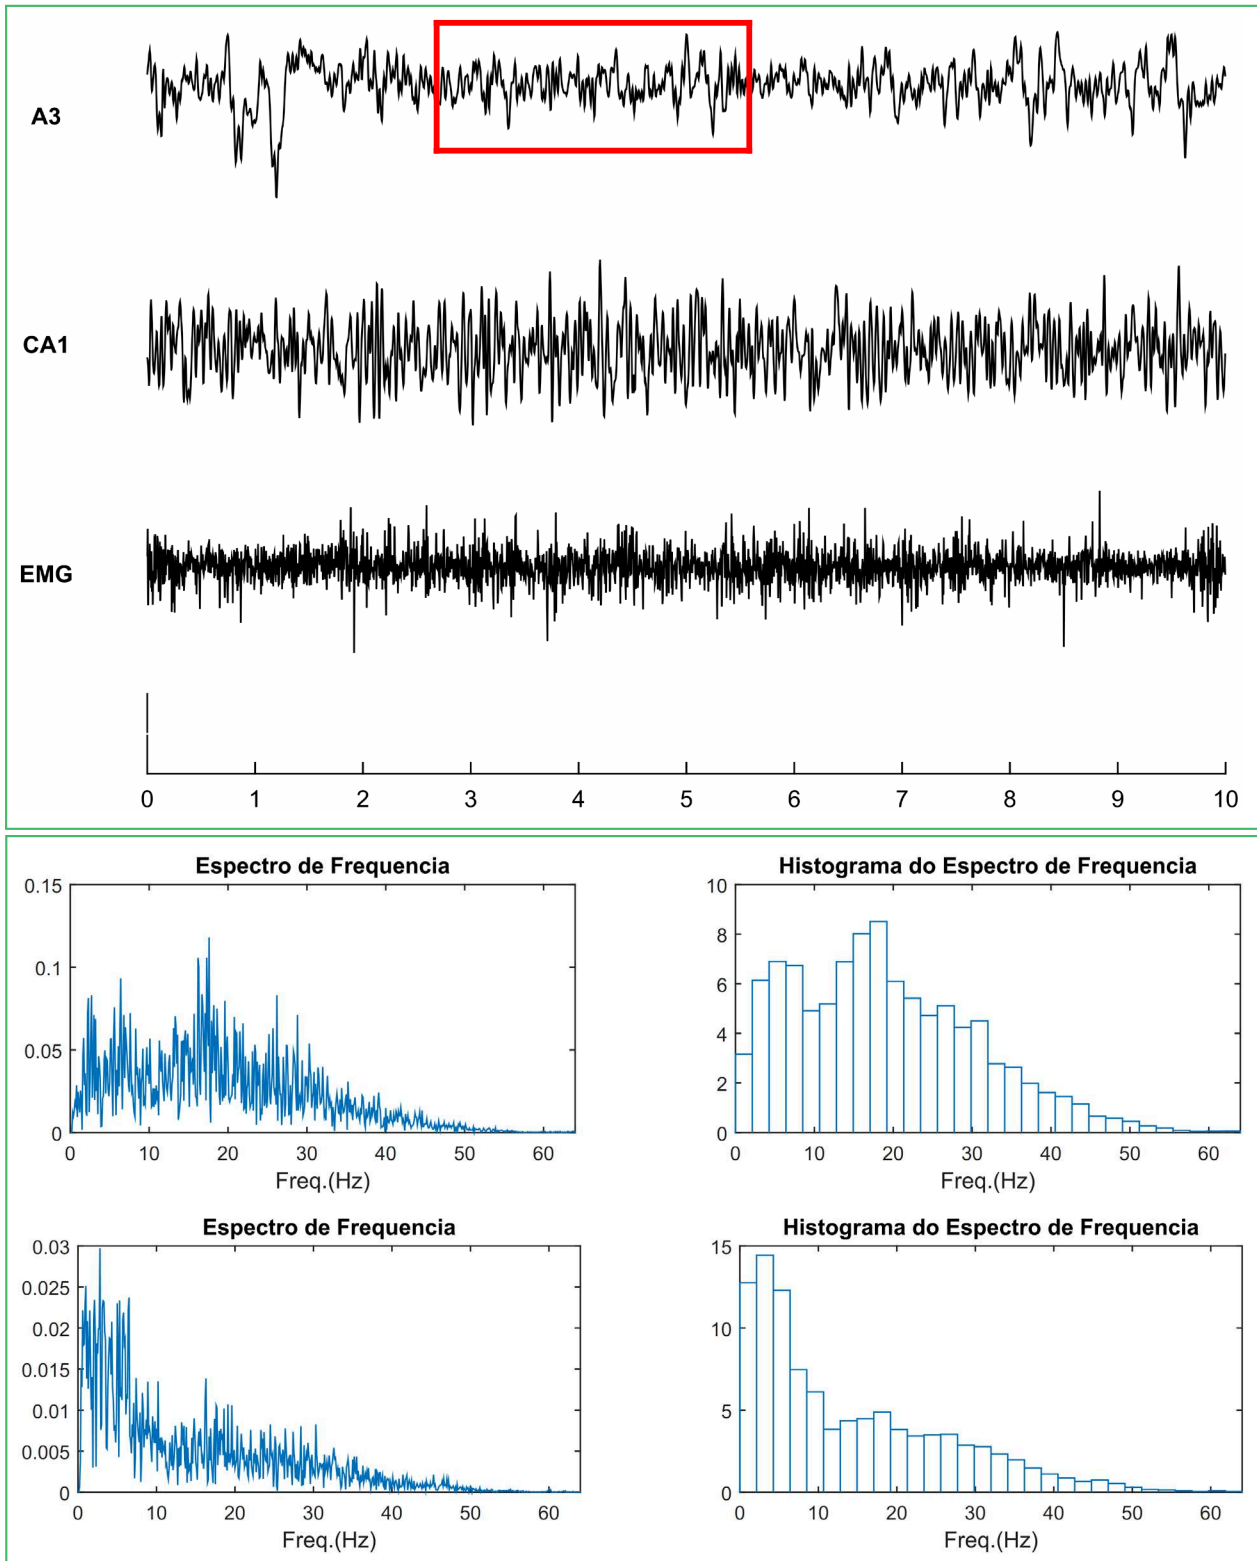 A3
CA1
EMG
0 1 2 3 4 5 6 7 8 9 10
Espectro de Frequencia
0.15
0.1
0.05
0
0 10 20 30 40 50 60
Freq.(Hz)
Histograma do Espectro de Frequencia
10
8
6
4
2
0
0 10 20 30 40 50 60
Freq.(Hz)
Espectro de Frequencia
0.03
0.025
0.02
0.015
0.01
0.005
0
0 10 20 30 40 50 60
Freq.(Hz)
Histograma do Espectro de Frequencia
15
10
5
0
0 10 20 30 40 50 60
Freq.(Hz)